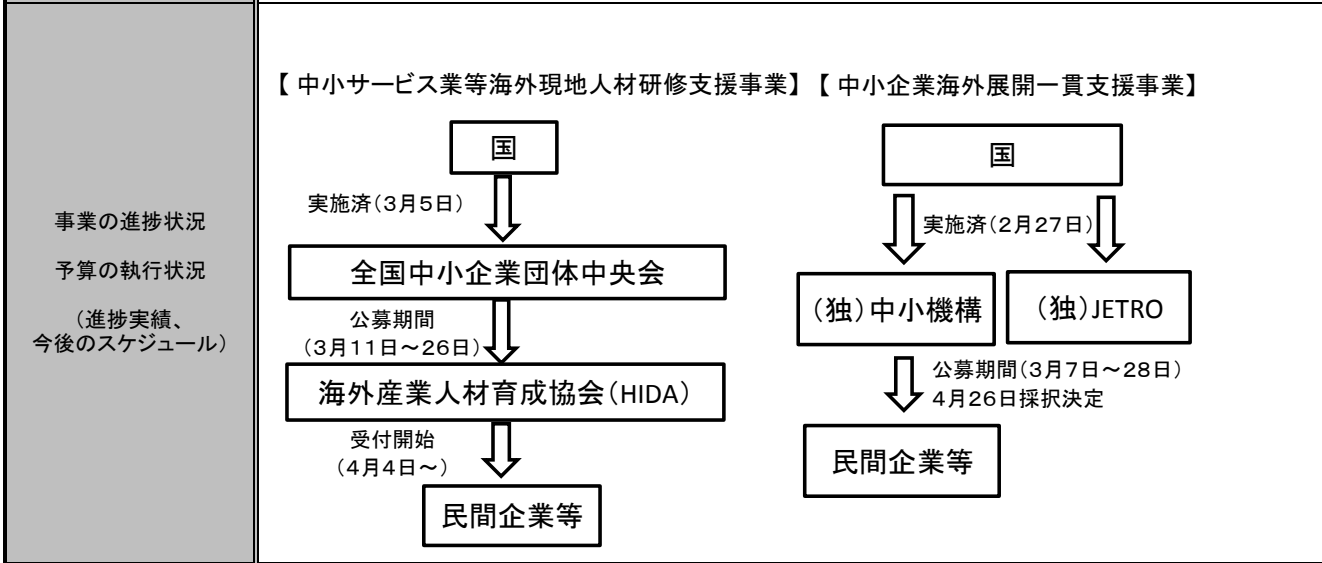 事業の進捗状況
予算の執行状況
（進捗実績、
今後のスケジュール）
【 中小サービス業等海外現地人材研修支援事業】
国
実施済（３月５日）
全国中小企業団体中央会
公募期間
（３月１１日～２６日）
海外産業人材育成協会（HIDA）
受付開始
（４月４日～）
民間企業等
【 中小企業海外展開一貫支援事業】
国
実施済（２月２７日）
（独）中小機構
（独）JETRO
公募期間（３月７日～２８日）
４月２６日採択決定
民間企業等